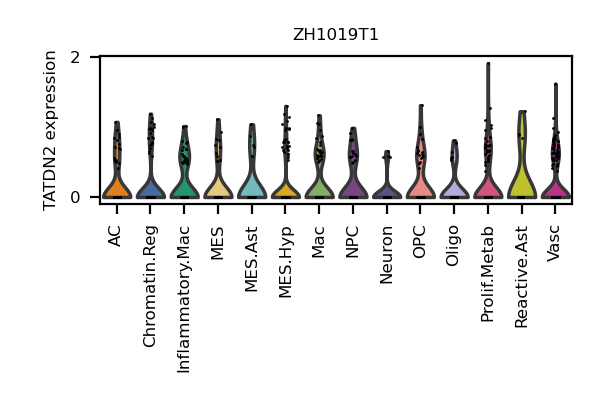 ZH1019T1
TATDN2 expression
2
0
AC
Chromatin.Reg
Inflammatory.Mac
MES
MES.Ast
MES.Hyp
Mac
NPC
Neuron
OPC
Oligo
Prolif.Metab
Reactive.Ast
Vasc